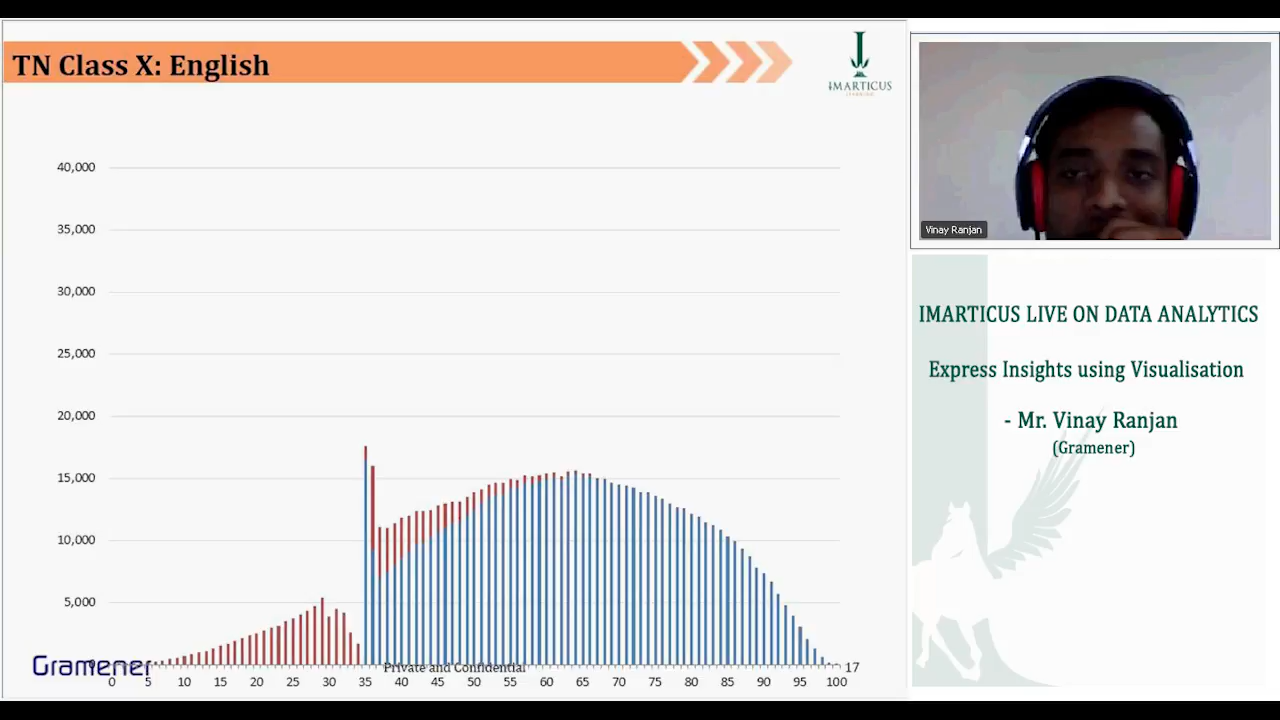 TN Class X: English
IMARTICUS
LEARNING
40,000
35,000
30,000
25,000
20,000
15,000
10,000
5,000
0
0 5 10 15 20 25 30 35 40 45 50 55 60 65 70 75 80 85 90 95 100
Gramener
Private and Confidential
17
Vinay Ranjan
IMARTICUS LIVE ON DATA ANALYTICS
Express Insights using Visualisation
- Mr. Vinay Ranjan
(Gramener)